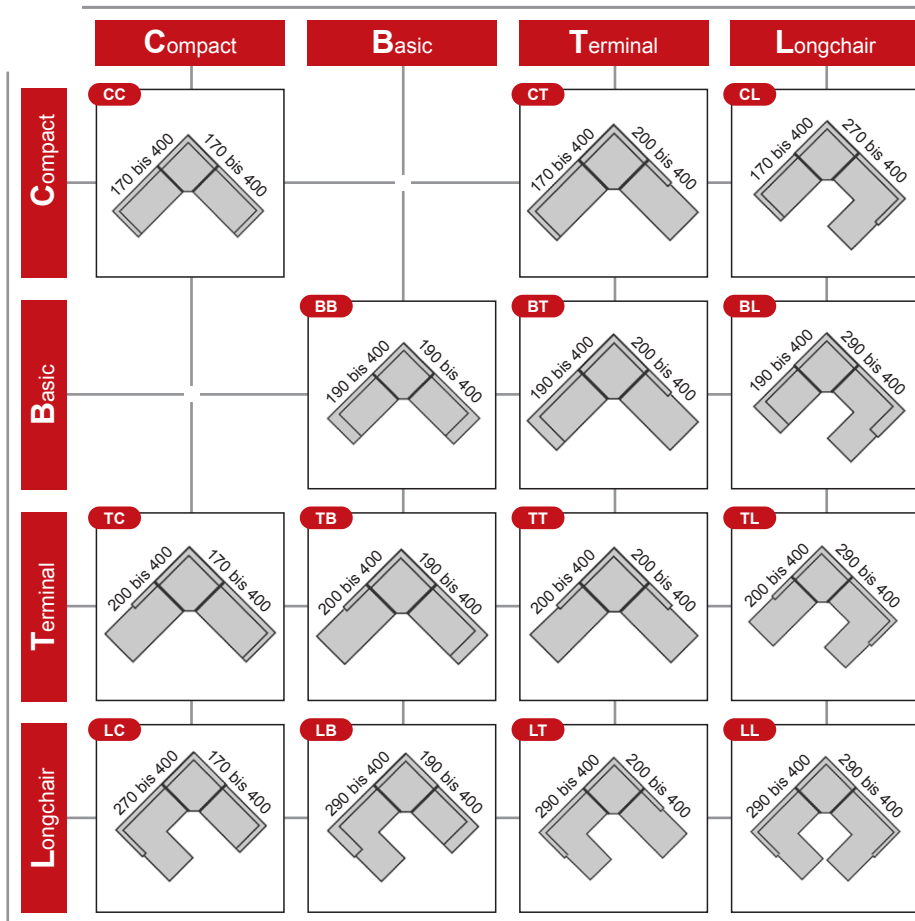 Compact
Basic
Terminal
Longchair
Compact
CC
170 bis 400
170 bis 400
CT
170 bis 400
200 bis 400
CL
170 bis 400
270 bis 400
Basic
BB
190 bis 400
190 bis 400
BT
190 bis 400
200 bis 400
BL
190 bis 400
290 bis 400
Terminal
TC
200 bis 400
170 bis 400
TB
200 bis 400
190 bis 400
TT
200 bis 400
200 bis 400
TL
200 bis 400
290 bis 400
Longchair
LC
270 bis 400
170 bis 400
LB
290 bis 400
190 bis 400
LT
290 bis 400
200 bis 400
LL
290 bis 400
290 bis 400